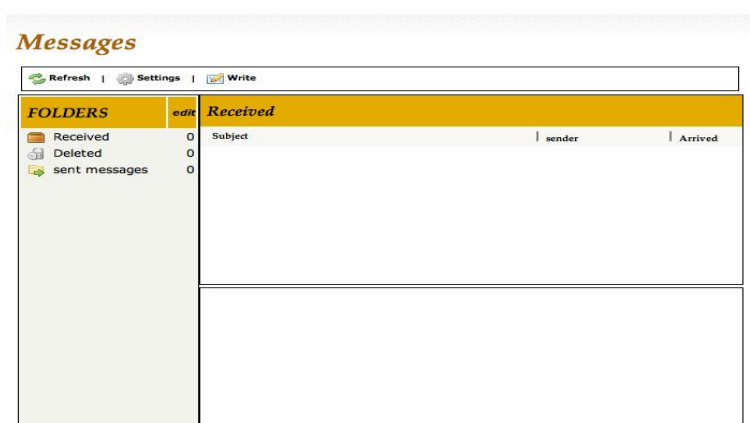 Messages
Refresh | Settings | Write
FOLDERS edit
Received 0
Deleted 0
sent messages 0
Received
Subject | sender | Arrived